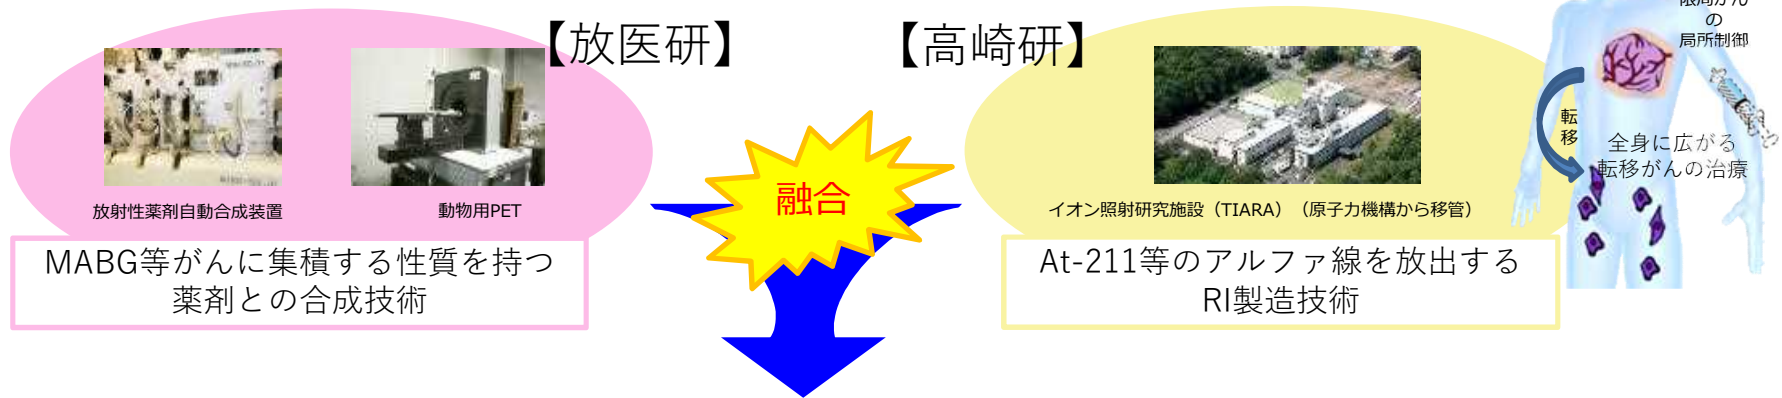 【放医研】
放射性薬剤自動合成装置
動物用PET
MABG等がんに集積する性質を持つ
薬剤との合成技術
融合
【高崎研】
イオン照射研究施設（TIARA）（原子力機構から移管）
At-211等のアルファ線を放出する
RI製造技術
限局がん
の
局所制御
転
移
全身に広がる
転移がんの治療